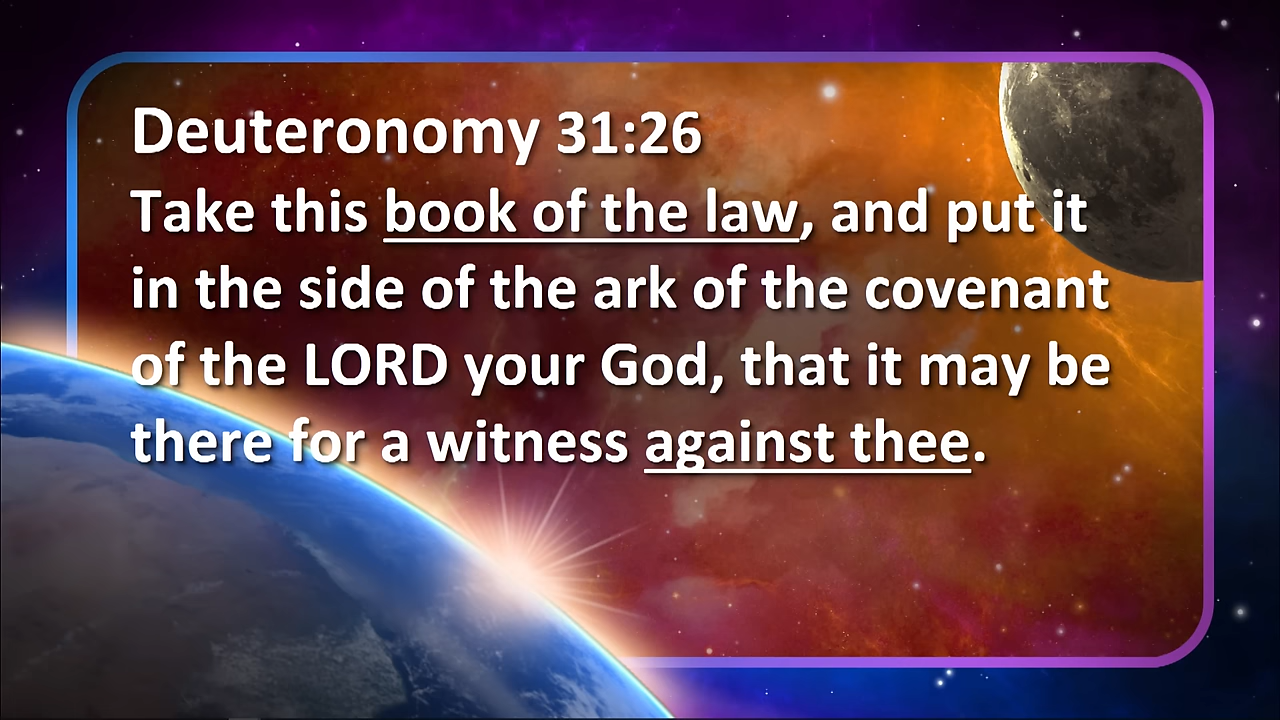 Deuteronomy 31:26
Take this book of the law, and put it
in the side of the ark of the covenant
of the LORD your God, that it may be
there for a witness against thee.